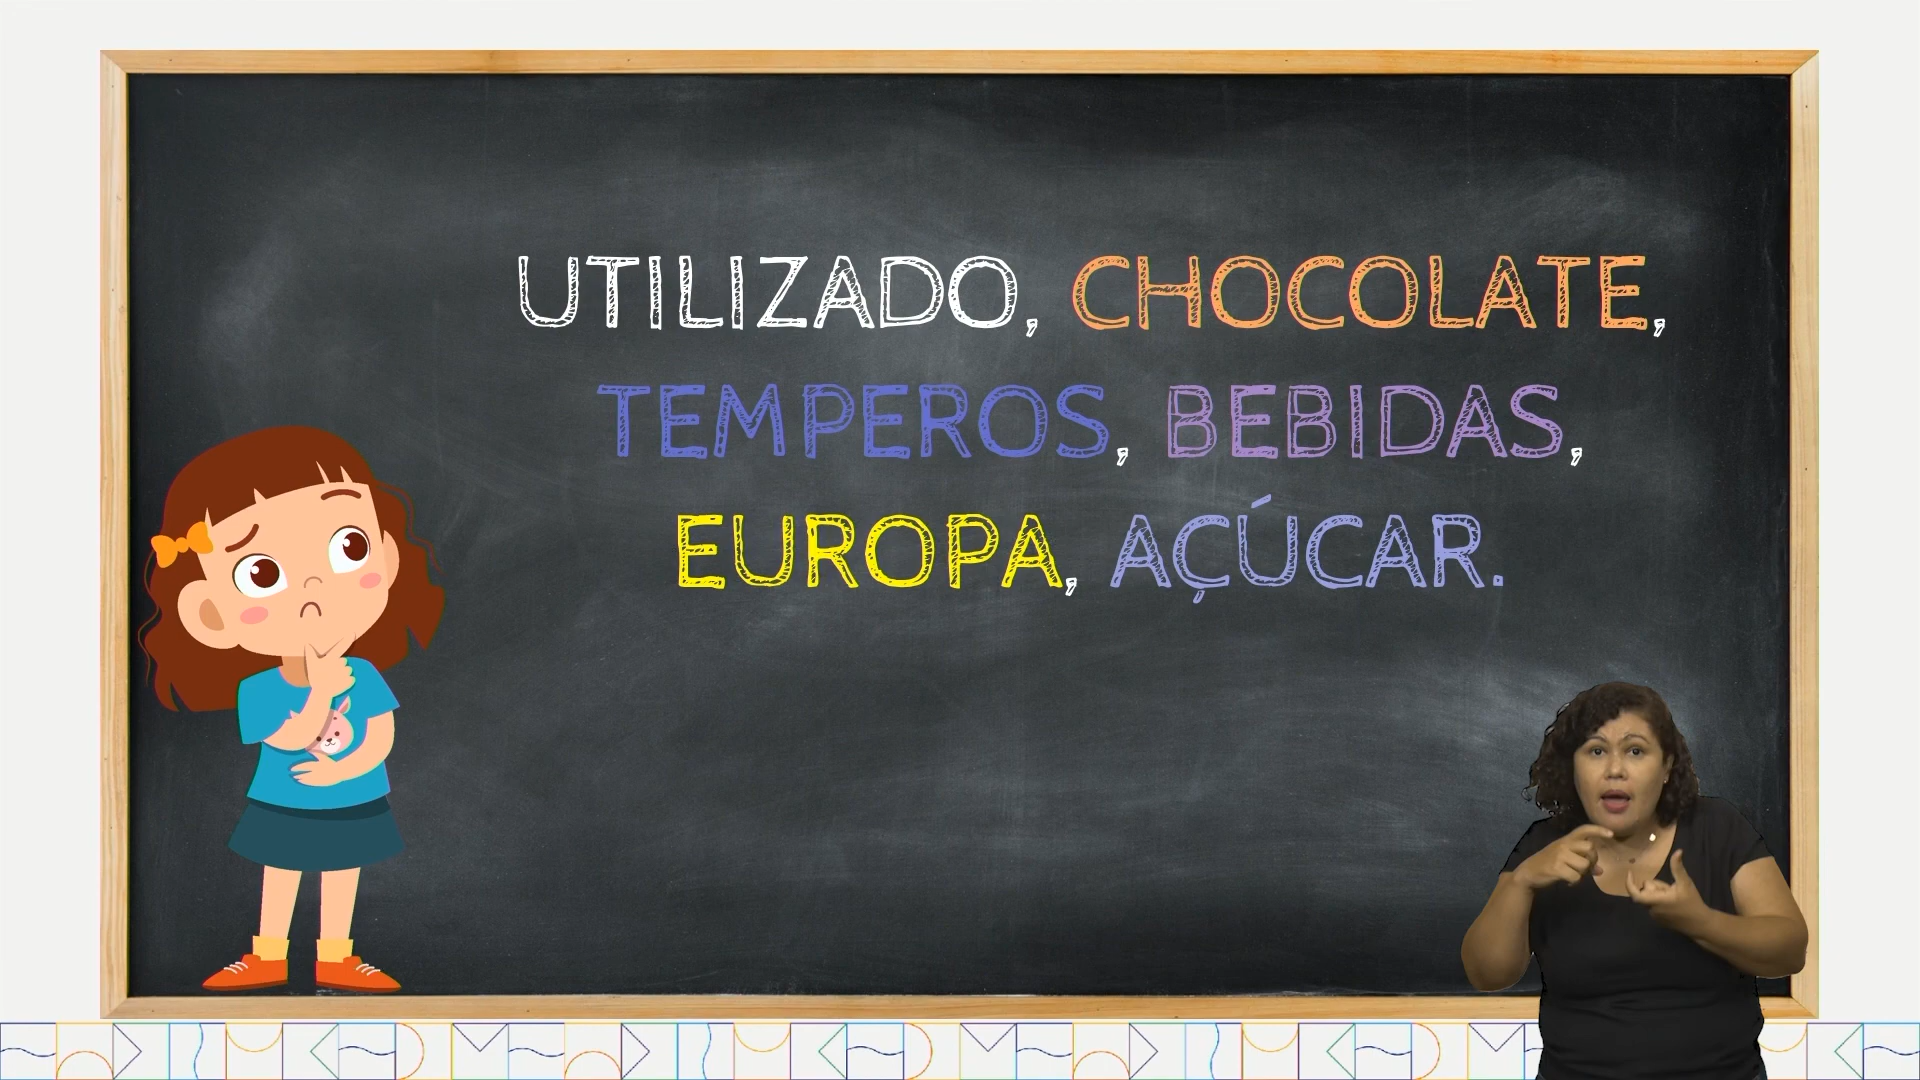 UTILIZADO, CHOCOLATE,
TEMPEROS, BEBIDAS,
EUROPA, AÇÚCAR.